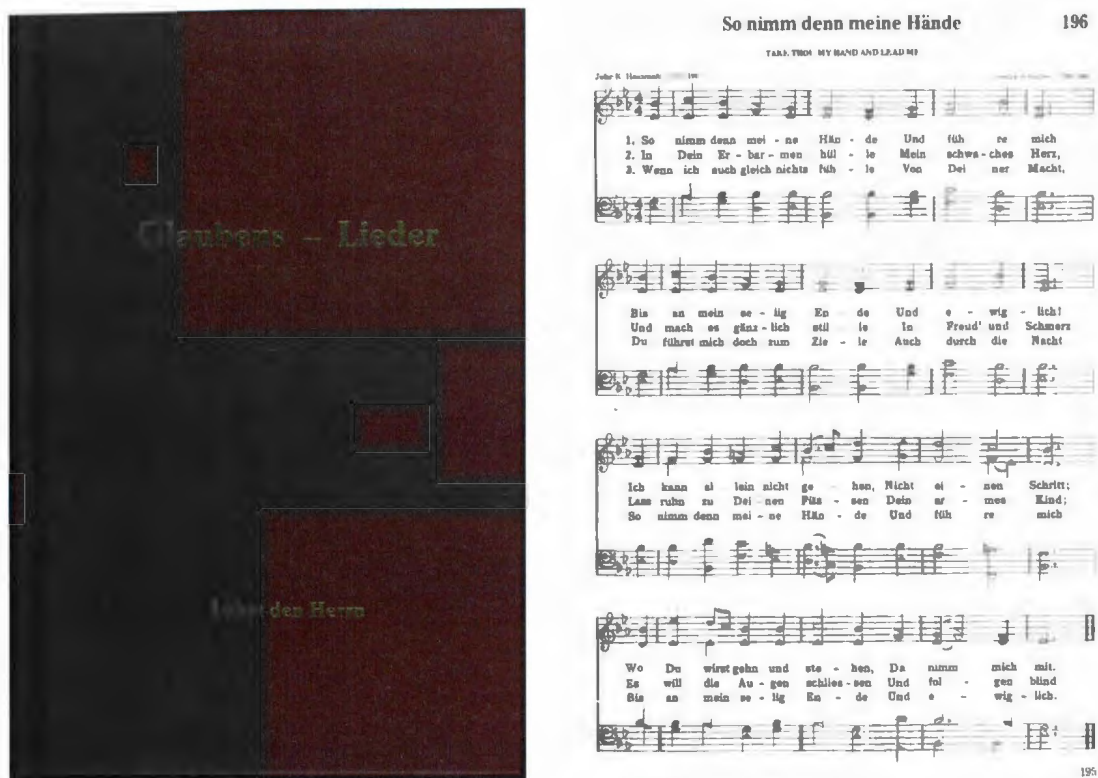 Glaubens – Lieder
den Herrn
So nimm denn meine Hände 196
TAKE THOU MY HAND AND LEAD ME
1. So nimm denn mei - ne Hän - de Und füh re mich
2. In Dein Er - bar - men hül - le Mein schwa - ches Herz,
3. Wenn ich auch gleich nichts füh - le Von Dei ner Macht,
Bis an mein se - lig En - de Und e - wig - lich!
Und mach es gänz - lich stil - le In Freud' und Schmerz
Du führst mich doch zum Zie - le Auch durch die Nacht
Ich kann al lein nicht ge - hen, Nicht ei - nen Schritt;
Lass ruhn zu Dei - nen Füs - sen Dein ar - mes Kind;
So nimm denn mei - ne Hän - de Und füh re mich
Wo Du wirst gehn und ste - hen, Da nimm mich mit.
Es will die Au - gen schlies - sen Und fol - gen blind
Bis an mein se - lig En - de Und e - wig - lich.
195